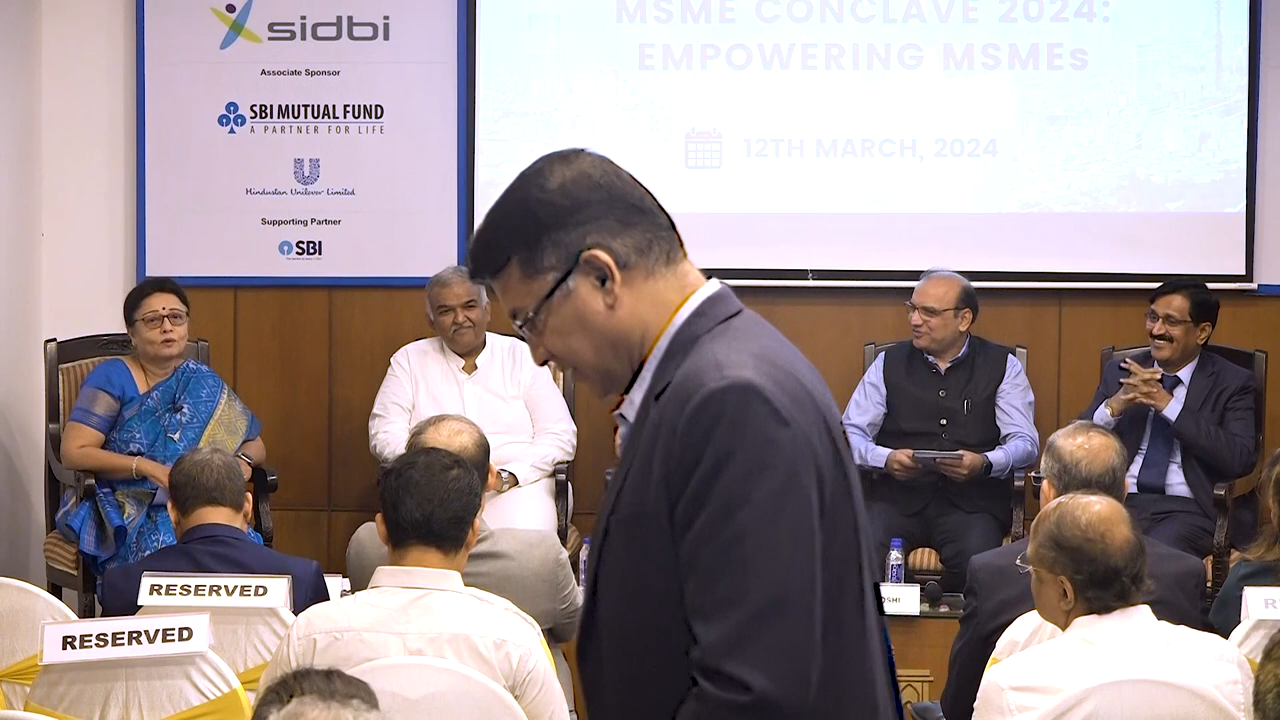 sidbi
Associate Sponsor
SBI MUTUAL FUND
A PARTNER FOR LIFE
Hindustan Unilever Limited
Supporting Partner
SBI
MSME CONCLAVE 2024:
EMPOWERING MSMEs
12TH MARCH, 2024
RESERVED
RESERVED
OSHI